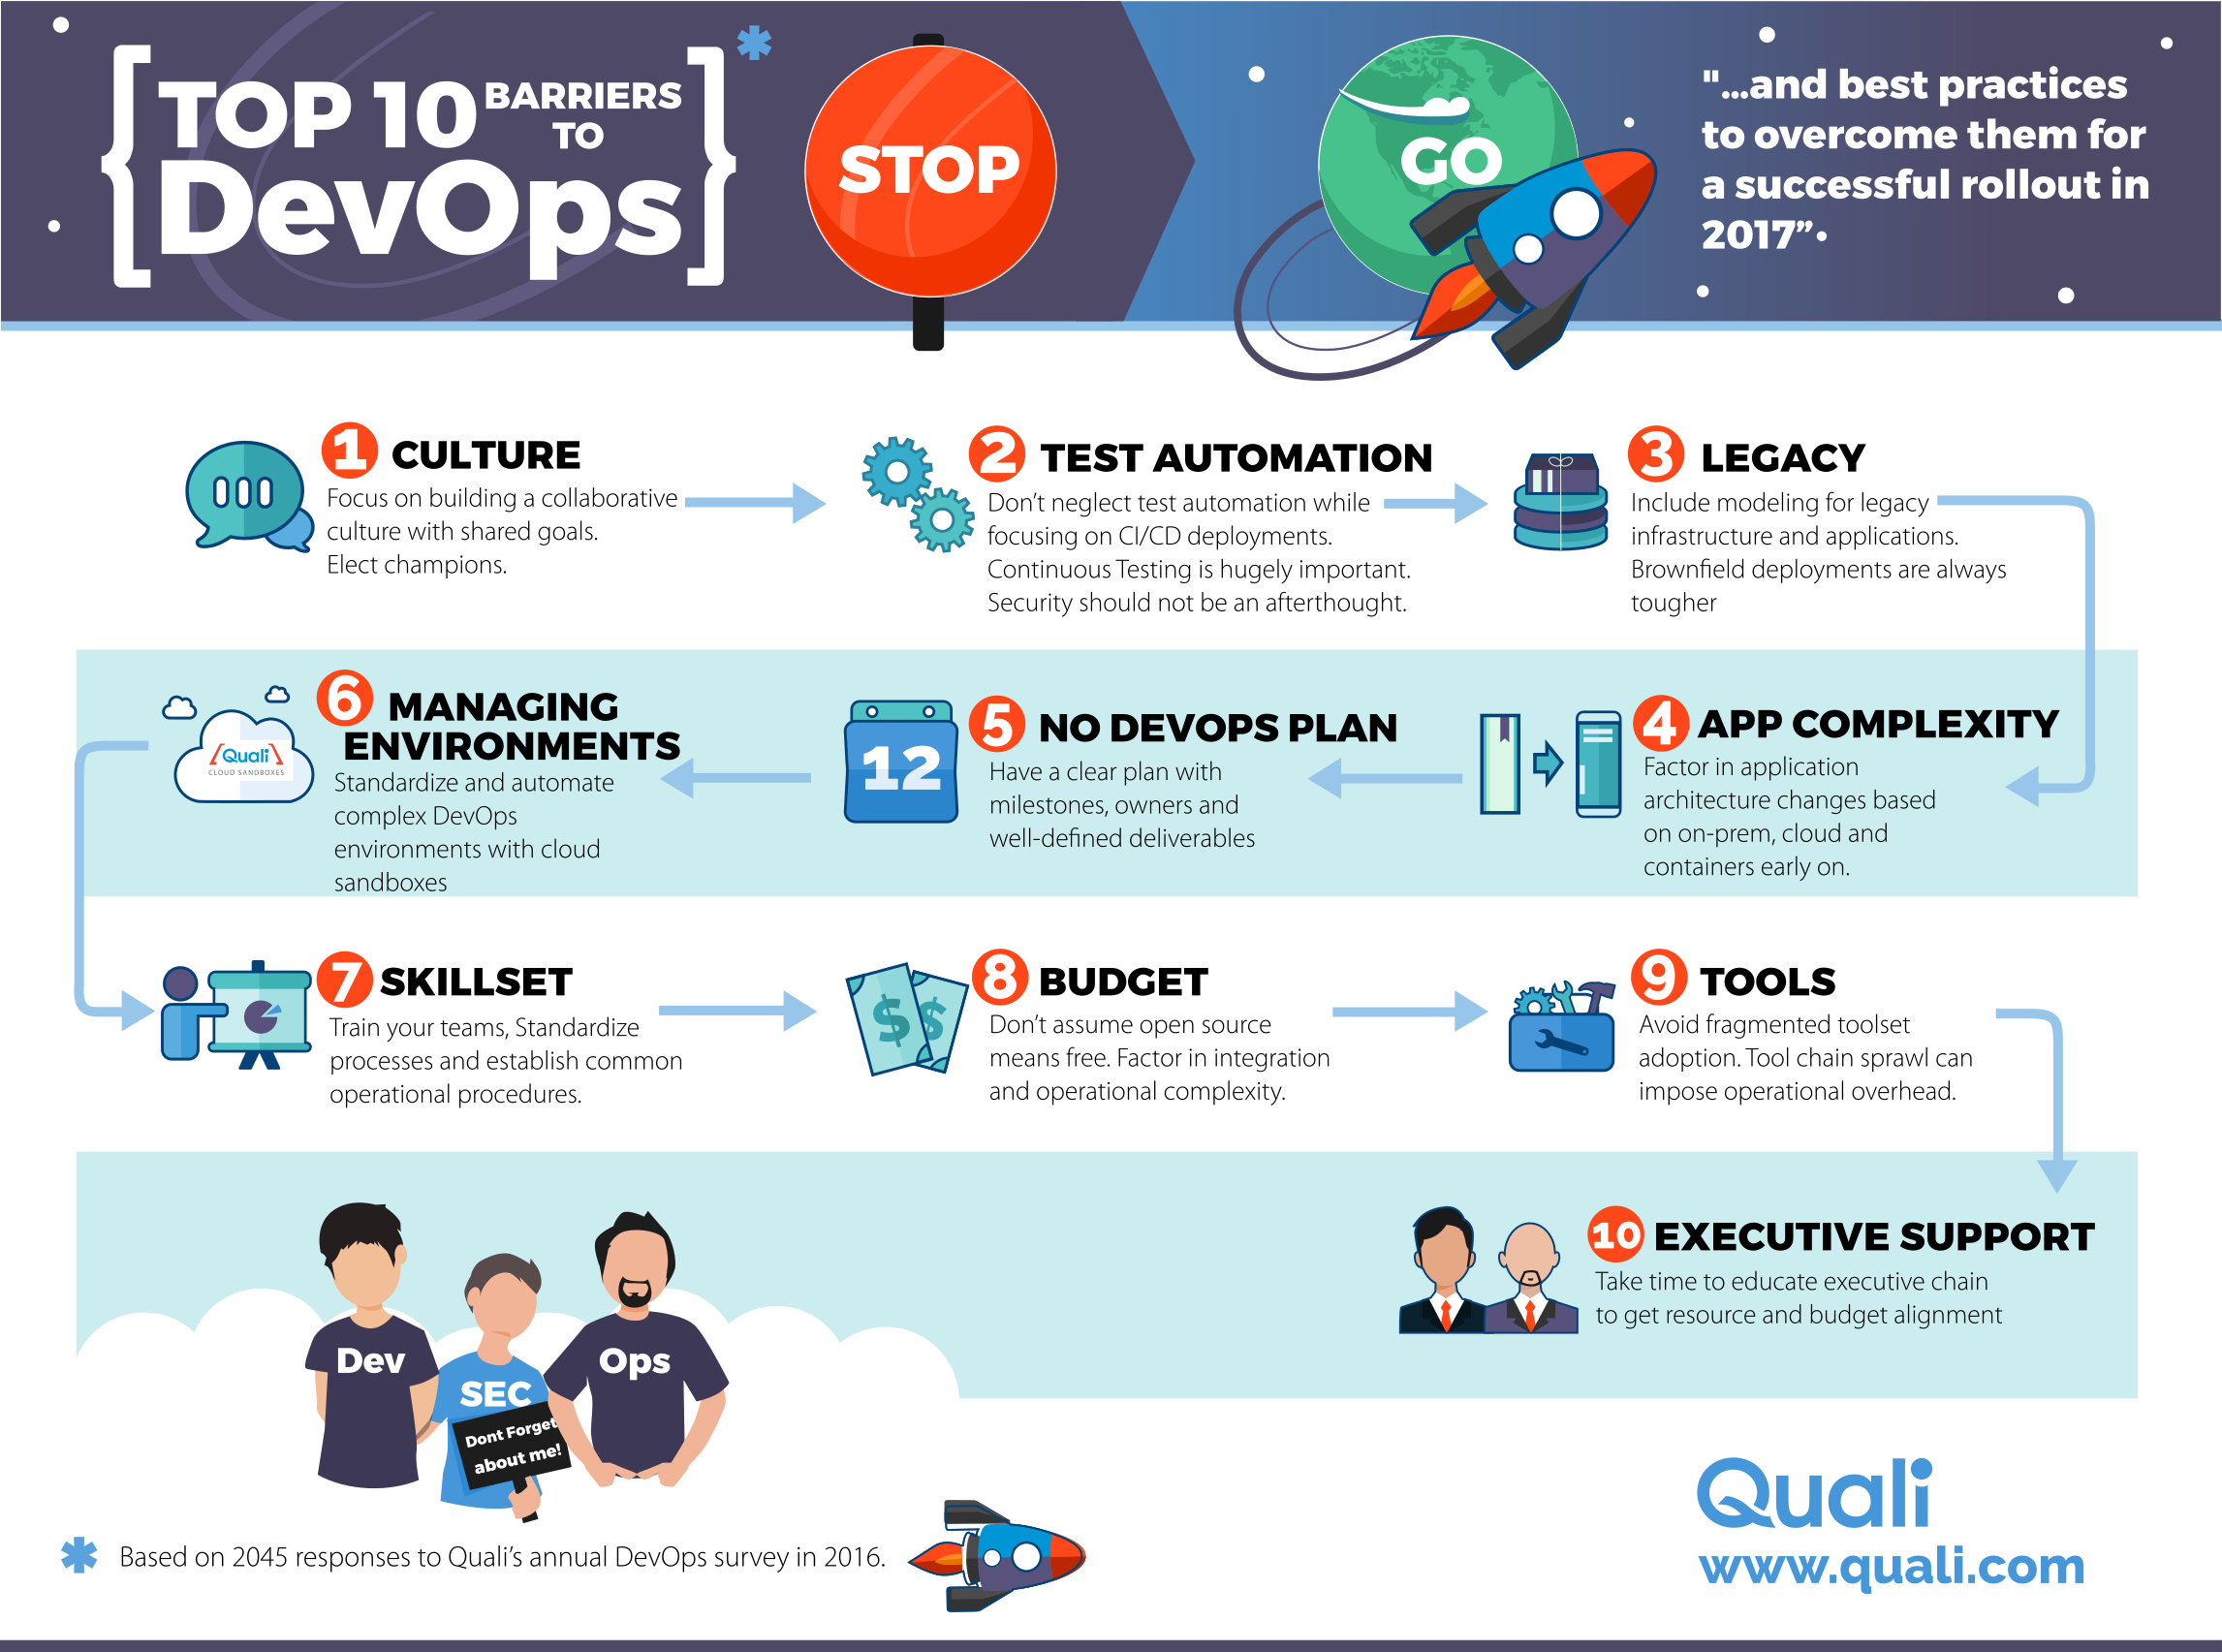 TOP 10 BARRIERS
TO
DevOps
*
STOP
GO
"...and best practices
to overcome them for
a successful rollout in
2017”•
1 CULTURE
Focus on building a collaborative
culture with shared goals.
Elect champions.
2 TEST AUTOMATION
Don’t neglect test automation while
focusing on CI/CD deployments.
Continuous Testing is hugely important.
Security should not be an afterthought.
3 LEGACY
Include modeling for legacy
infrastructure and applications.
Brownfield deployments are always
tougher
4 APP COMPLEXITY
Factor in application
architecture changes based
on on-prem, cloud and
containers early on.
12
5 NO DEVOPS PLAN
Have a clear plan with
milestones, owners and
well-defined deliverables
Quali
CLOUD SANDBOXES
6 MANAGING
ENVIRONMENTS
Standardize and automate
complex DevOps
environments with cloud
sandboxes
7 SKILLSET
Train your teams, Standardize
processes and establish common
operational procedures.
$ $
8 BUDGET
Don’t assume open source
means free. Factor in integration
and operational complexity.
9 TOOLS
Avoid fragmented toolset
adoption. Tool chain sprawl can
impose operational overhead.
10 EXECUTIVE SUPPORT
Take time to educate executive chain
to get resource and budget alignment
Dev
SEC
Ops
Dont Forget
about me!
* Based on 2045 responses to Quali’s annual DevOps survey in 2016.
Quali
www.quali.com